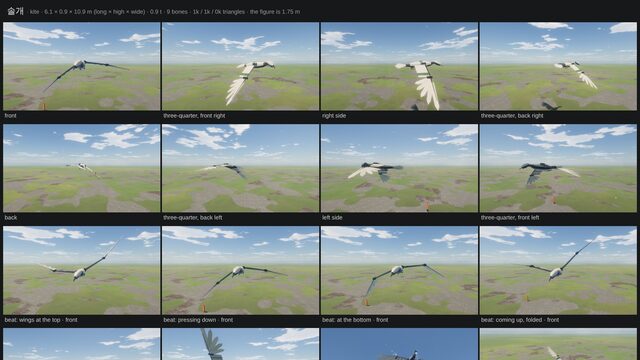 솔개 · kite · 6.1 × 0.9 × 10.9 m (long × high × wide) · 0.9 t · 9 bones · 1k / 1k / 0k triangles · the figure is 1.75 m
front
three-quarter, front right
right side
three-quarter, back right
back
three-quarter, back left
left side
three-quarter, front left
beat: wings at the top · front
beat: pressing down · front
beat: at the bottom · front
beat: coming up, folded · front